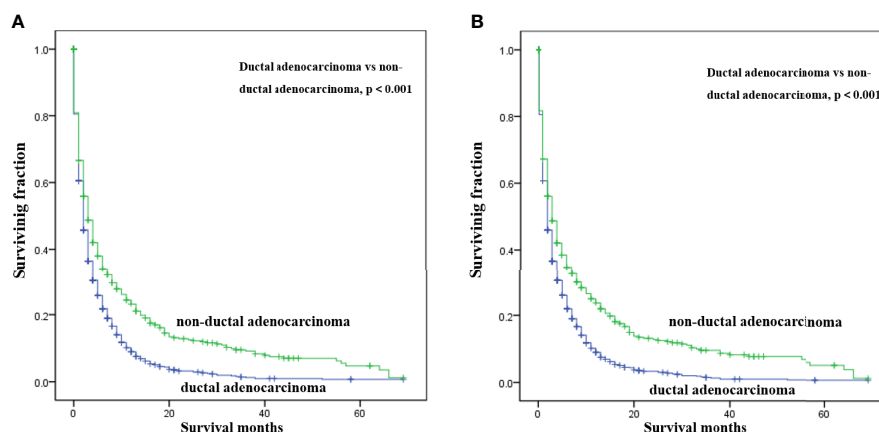 A
Ductal adenocarcinoma vs non-
ductal adenocarcinoma, p < 0.001
Survivinig fraction
1.0
0.8
0.6
0.4
0.2
0.0
non-ductal adenocarcinoma
ductal adenocarcinoma
0 20 40 60
Survival months
B
Ductal adenocarcinoma vs non-
ductal adenocarcinoma, p < 0.001
Surviving fraction
1.0
0.8
0.6
0.4
0.2
0.0
non-ductal adenocarcinoma
ductal adenocarcinoma
0 20 40 60
Survival months